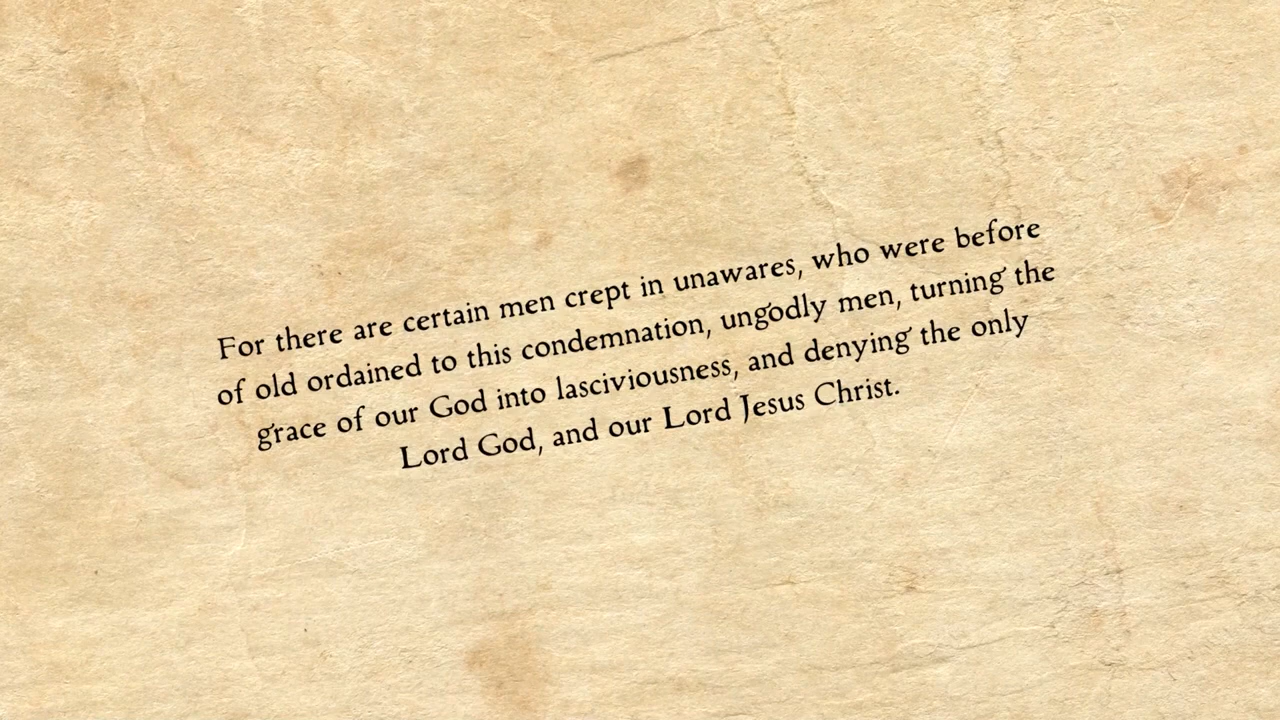 For there are certain men crept in unawares, who were before
of old ordained to this condemnation, ungodly men, turning the
grace of our God into lasciviousness, and denying the only
Lord God, and our Lord Jesus Christ.